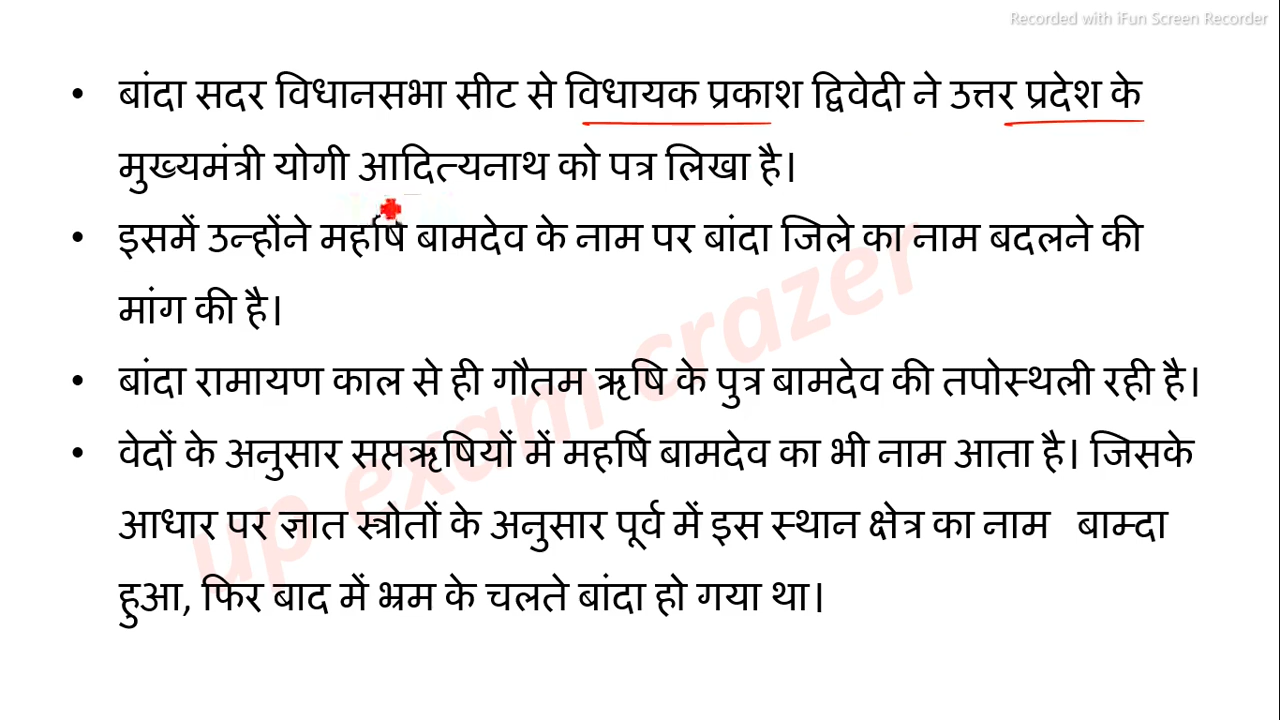 Recorded with iFun Screen Recorder
• बांदा सदर विधानसभा सीट से विधायक प्रकाश द्विवेदी ने उत्तर प्रदेश के
मुख्यमंत्री योगी आदित्यनाथ को पत्र लिखा है।
• इसमें उन्होंने महर्षि बामदेव के नाम पर बांदा जिले का नाम बदलने की
मांग की है।
• बांदा रामायण काल से ही गौतम ऋषि के पुत्र बामदेव की तपोस्थली रही है।
• वेदों के अनुसार सप्तऋषियों में महर्षि बामदेव का भी नाम आता है। जिसके
आधार पर ज्ञात स्त्रोतों के अनुसार पूर्व में इस स्थान क्षेत्र का नाम बाम्दा
हुआ, फिर बाद में भ्रम के चलते बांदा हो गया था।
up exam crazer